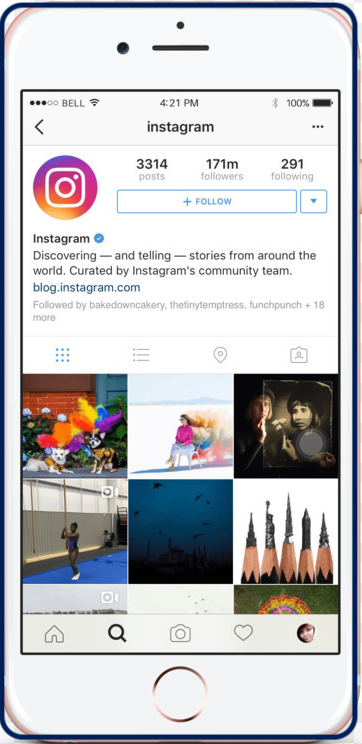 ●●●○○ BELL 4:21 PM 100%
instagram
3314 171m 291
posts followers following
+ FOLLOW
Instagram
Discovering — and telling — stories from around the
world. Curated by Instagram's community team.
blog.instagram.com
Followed by bakedowncakery, thetinytemptress, funchpunch + 18
more